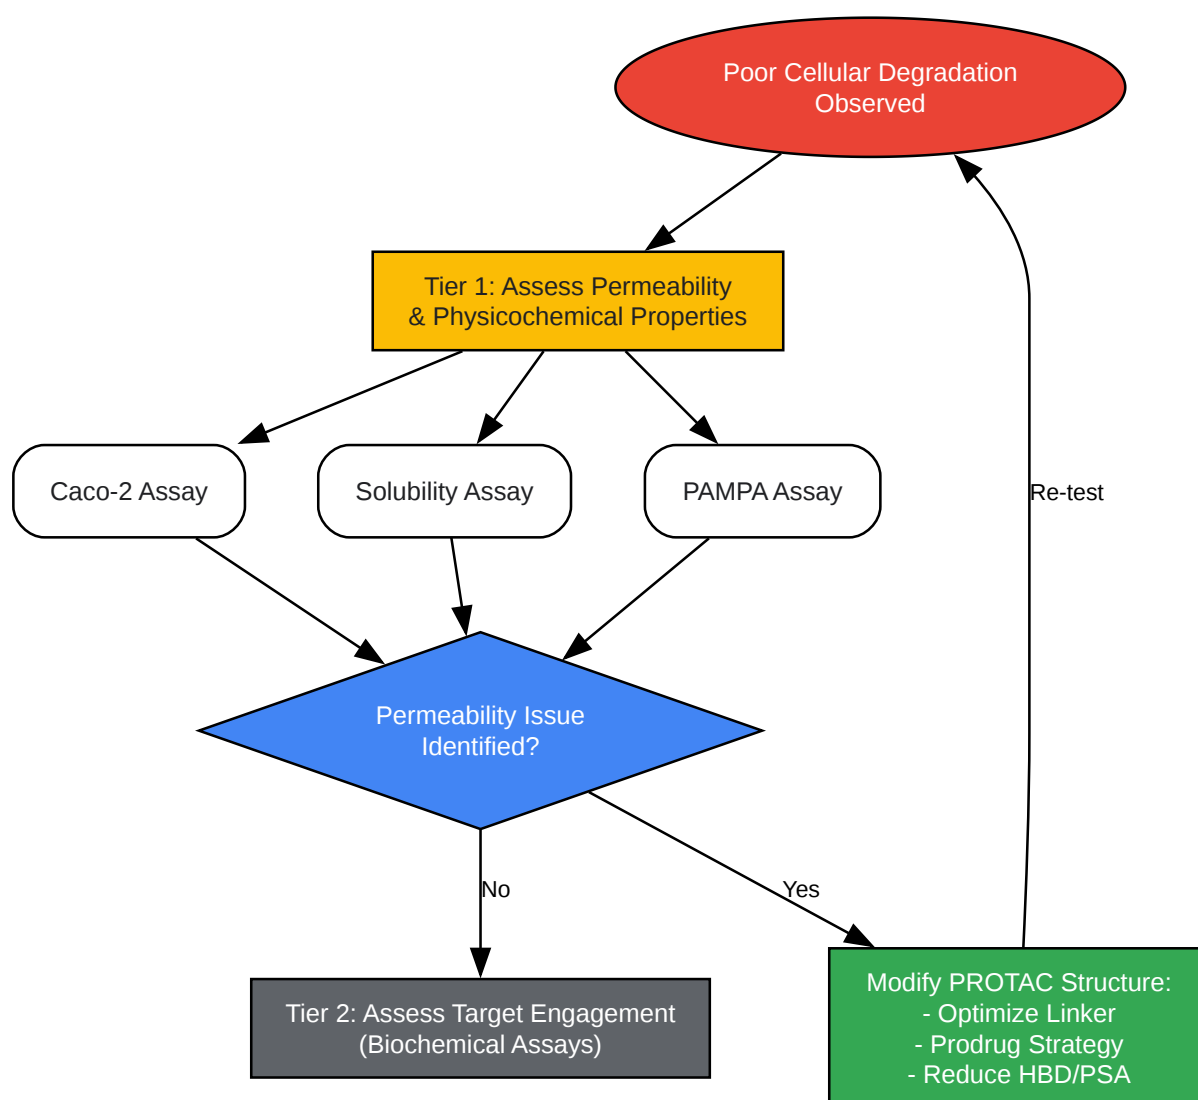 Poor Cellular Degradation
Observed
Tier 1: Assess Permeability
& Physicochemical Properties
Caco-2 Assay
Solubility Assay
PAMPA Assay
Re-test
Permeability Issue
Identified?
No
Yes
Tier 2: Assess Target Engagement
(Biochemical Assays)
Modify PROTAC Structure:
- Optimize Linker
- Prodrug Strategy
- Reduce HBD/PSA